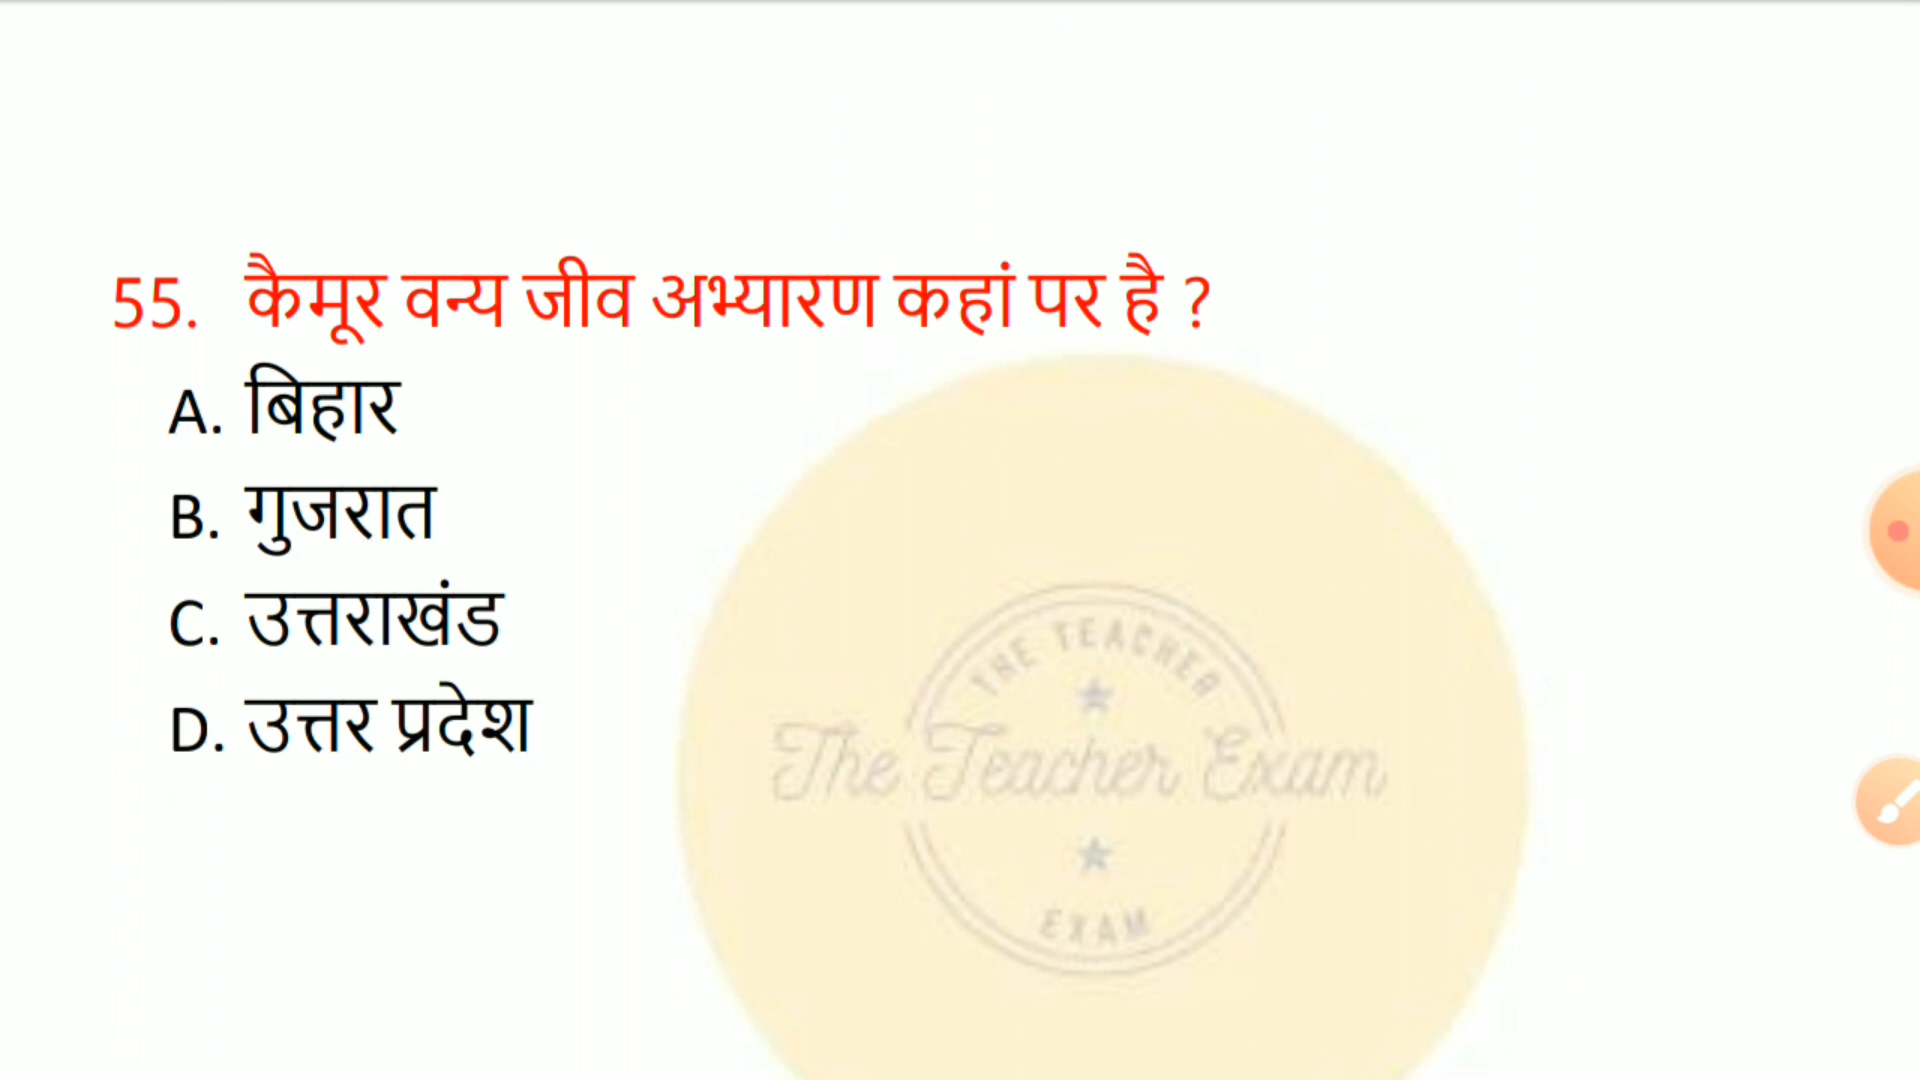 55. कैमूर वन्य जीव अभ्यारण कहां पर है ?
A. बिहार
B. गुजरात
C. उत्तराखंड
D. उत्तर प्रदेश
THE TEACHER
The Teacher Exam
EXAM